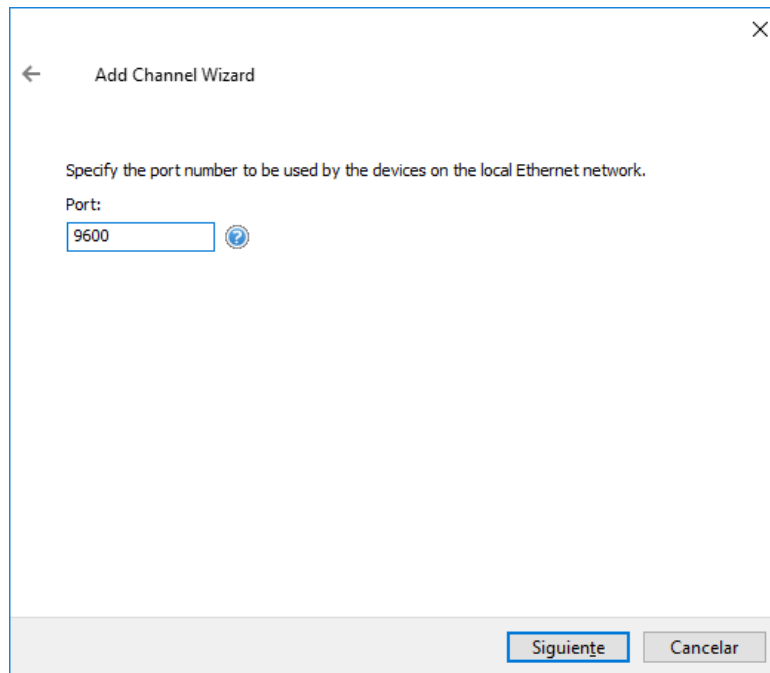 Add Channel Wizard
Specify the port number to be used by the devices on the local Ethernet network.
Port:
9600
Siguiente
Cancelar